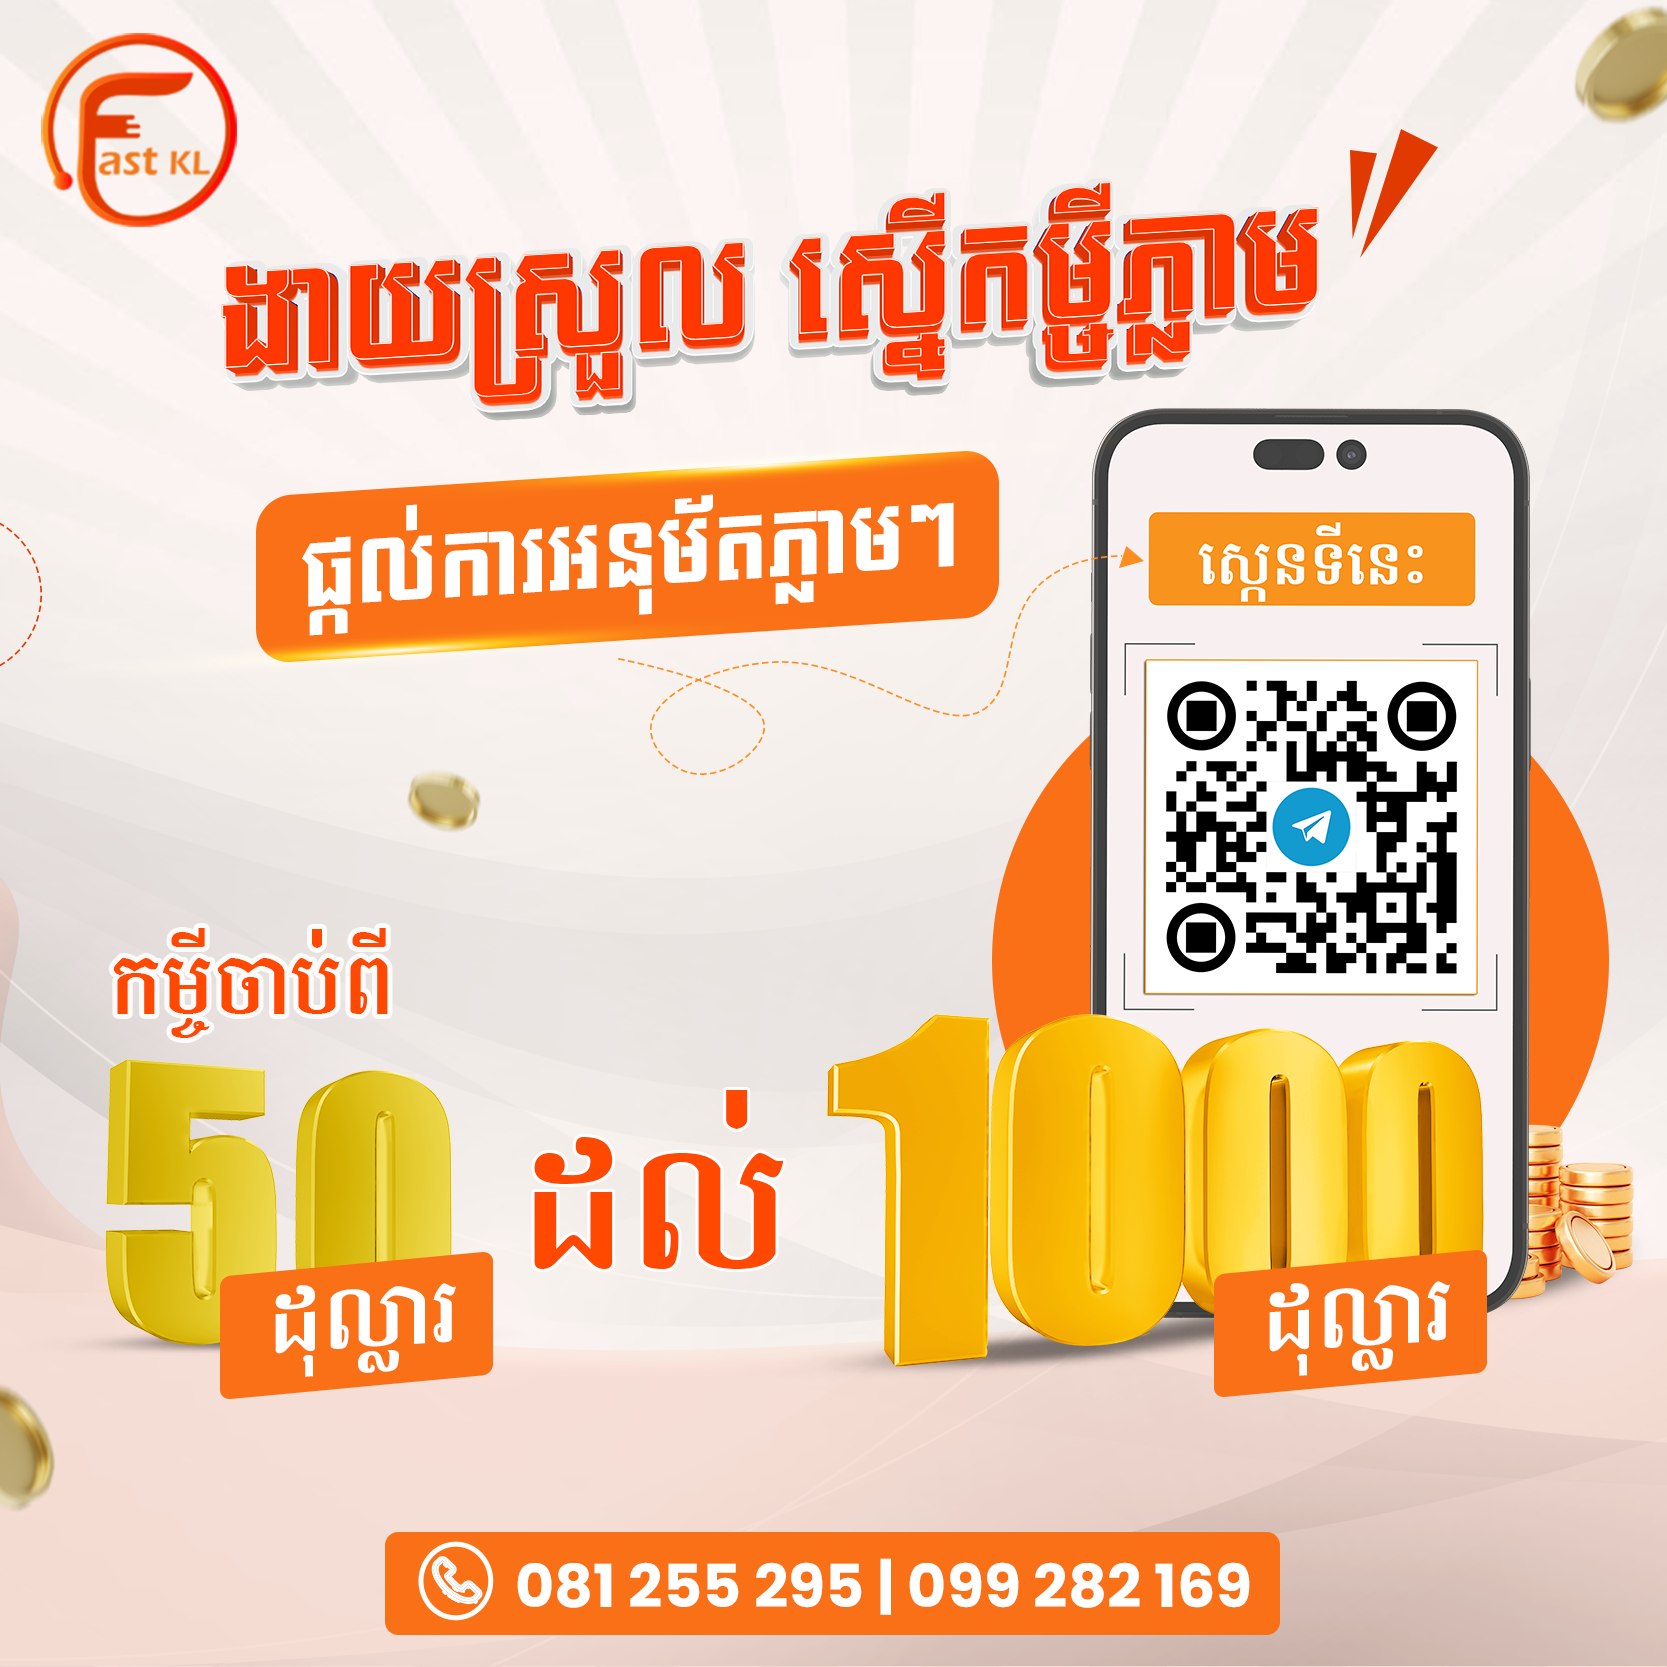 Fast KL
ងាយស្រួល ស្នើកម្ចីភ្លាម
ផ្តល់ការអនុម័តភ្លាមៗ
ស្កេនទីនេះ
កម្ចីចាប់ពី
50
ដុល្លារ
ដល់
1000
ដុល្លារ
081 255 295 | 099 282 169